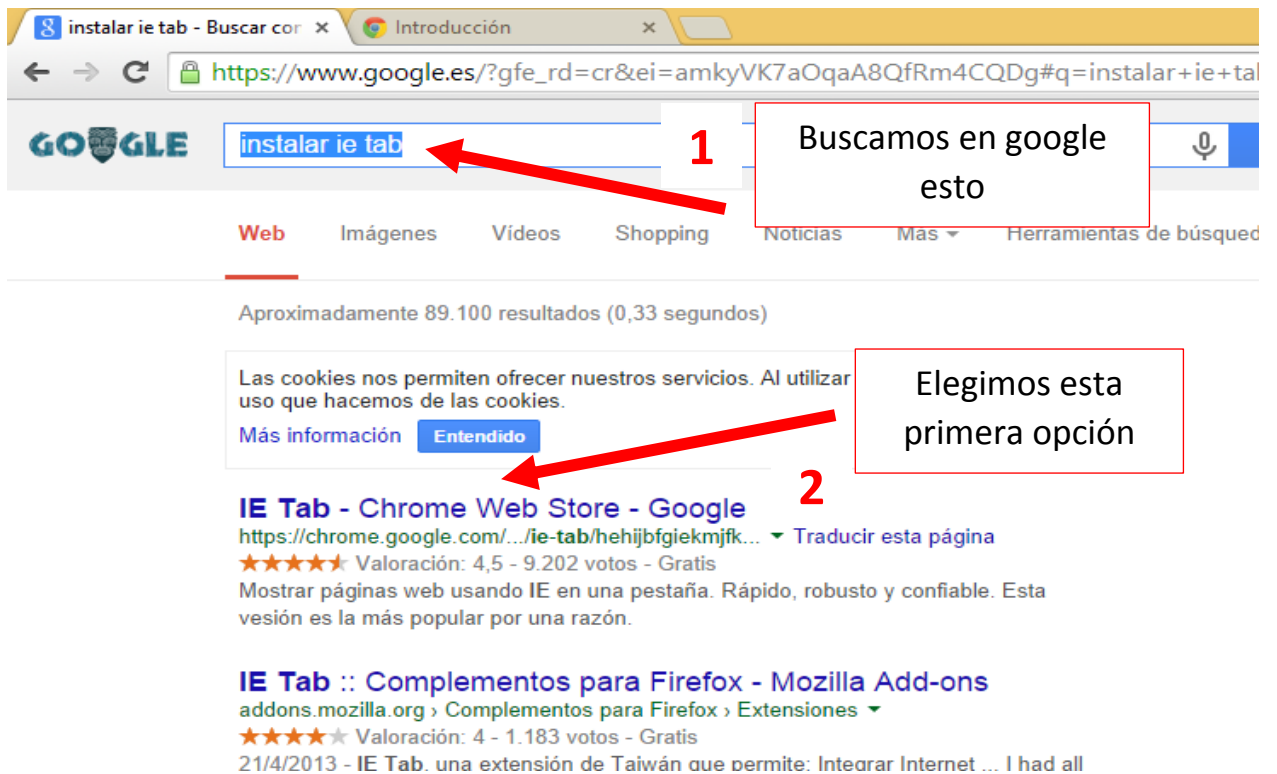 instalar ie tab - Buscar con
Introducción
https://www.google.es/?gfe_rd=cr&ei=amkyVK7aOqaA8QfRm4CQDg#q=instalar+ie+tal
GOOGLE
instalar ie tab
1
Buscamos en google
esto
Web Imágenes Vídeos Shopping Noticias Más Herramientas de búsqued
Aproximadamente 89.100 resultados (0,33 segundos)
Las cookies nos permiten ofrecer nuestros servicios. Al utilizar
uso que hacemos de las cookies.
Más información Entendido
Elegimos esta
primera opción
2
IE Tab - Chrome Web Store - Google
https://chrome.google.com/.../ie-tab/hehijbfgiekmjfk... Traducir esta página
Valoración: 4,5 - 9.202 votos - Gratis
Mostrar páginas web usando IE en una pestaña. Rápido, robusto y confiable. Esta
vesión es la más popular por una razón.
IE Tab :: Complementos para Firefox - Mozilla Add-ons
addons.mozilla.org › Complementos para Firefox › Extensiones
Valoración: 4 - 1.183 votos - Gratis
21/4/2013 - IE Tab, una extensión de Taiwán que permite: Integrar Internet ... I had all